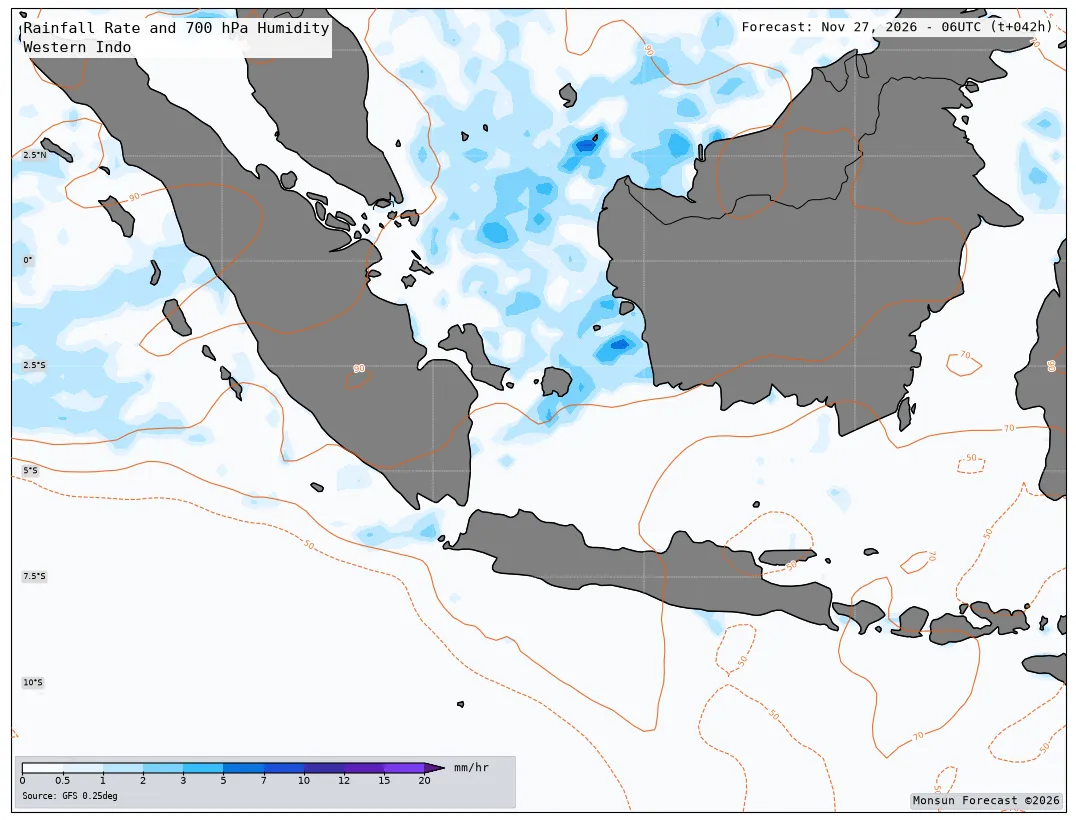 Rainfall Rate and 700 hPa Humidity
Western Indo
Forecast: Nov 27, 2026 - 06UTC (t+042h)
90
2.5°N
90
0°
2.5°S
90
70
90
70
50
5°S
50
50
50
70
7.5°S
50
10°S
50
70
50
50
mm/hr
0 0.5 1 2 3 5 7 10 12 15 20
Source: GFS 0.25deg
Monsun Forecast ©2026